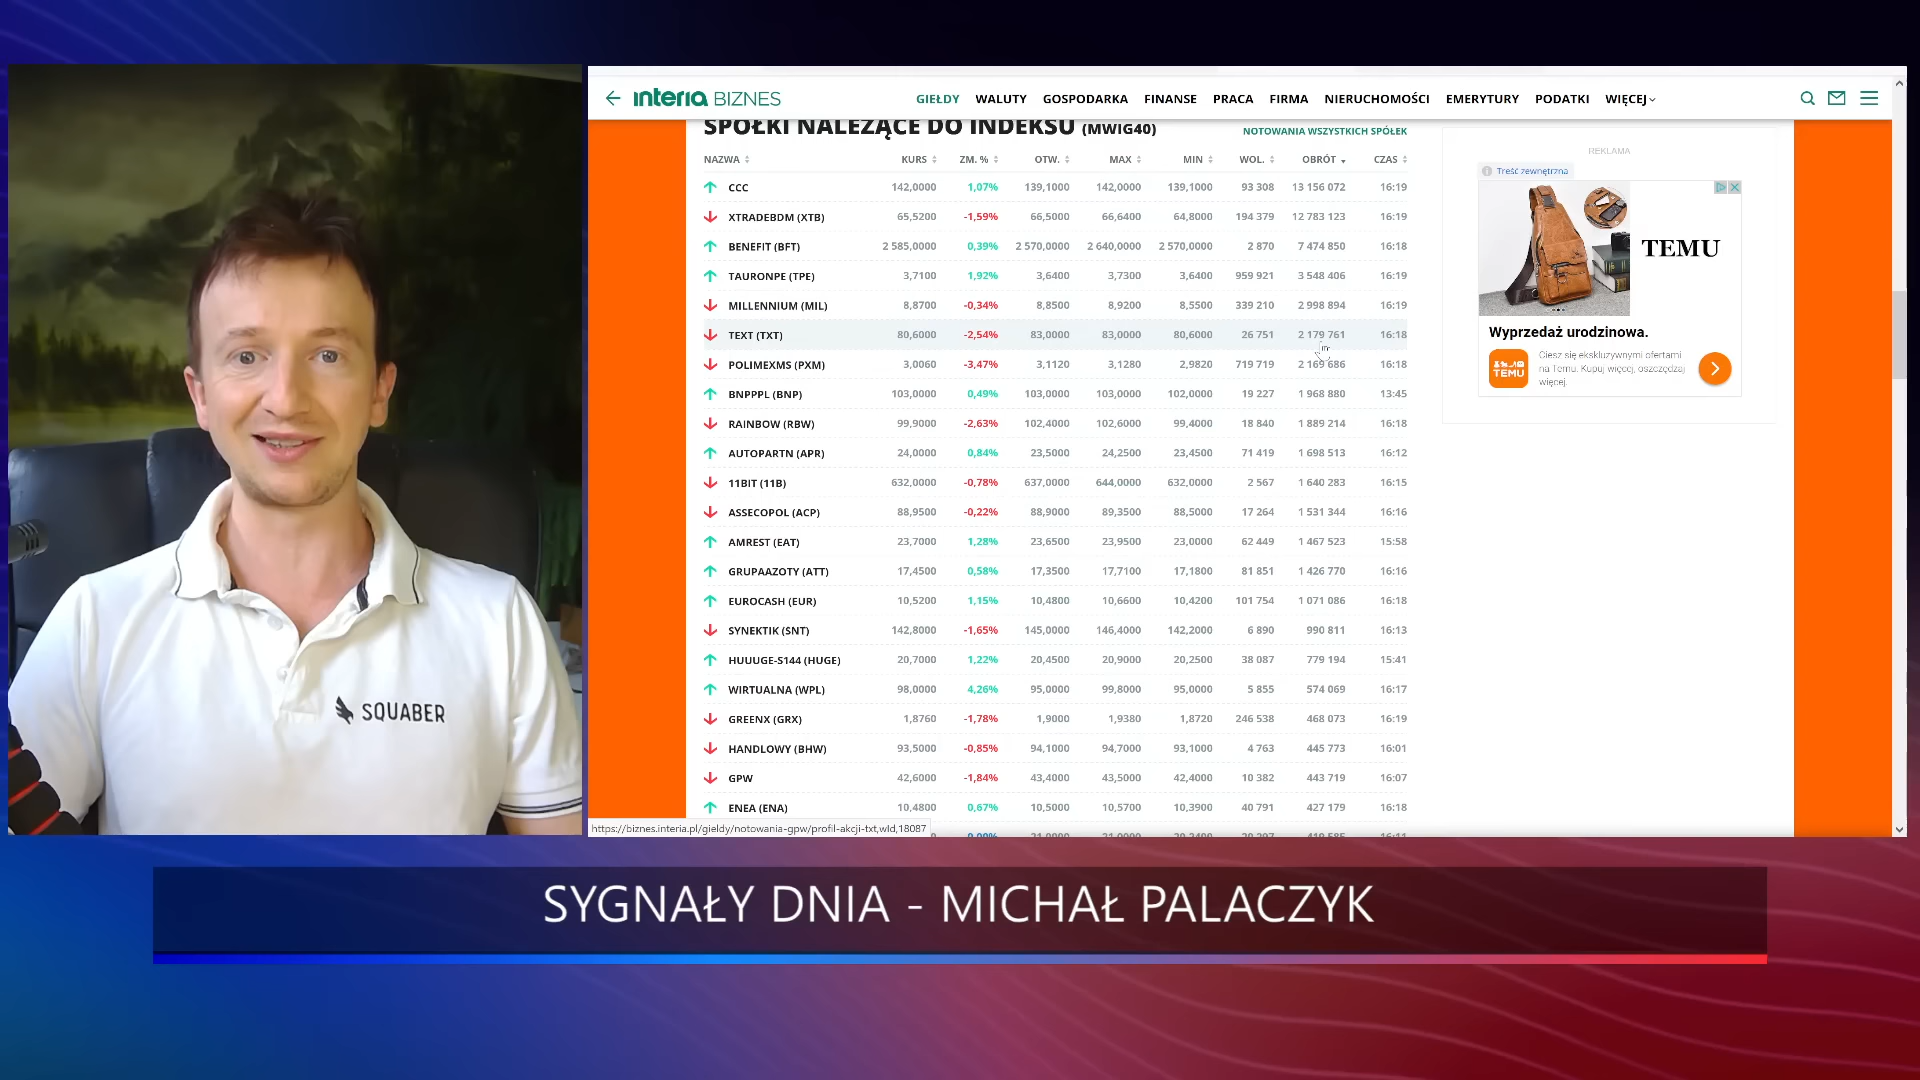 interia BIZNES
GIEŁDY WALUTY GOSPODARKA FINANSE PRACA FIRMA NIERUCHOMOŚCI EMERYTURY PODATKI WIĘCEJ
SPÓŁKI NALEŻĄCE DO INDEKSU (MWIG40)
NOTOWANIA WSZYSTKICH SPÓŁEK
NAZWA KURS ZM. % OTW. MAX MIN WOL. OBRÓT CZAS
CCC 142,0000 1,07% 139,1000 142,0000 139,1000 93 308 13 156 072 16:19
XTRADEBDM (XTB) 65,5200 -1,59% 66,5000 66,6400 64,8000 194 379 12 783 123 16:19
BENEFIT (BFT) 2 585,0000 0,39% 2 570,0000 2 640,0000 2 570,0000 2 870 7 474 850 16:18
TAURONPE (TPE) 3,7100 1,92% 3,6400 3,7300 3,6400 959 921 3 548 406 16:19
MILLENNIUM (MIL) 8,8700 -0,34% 8,8500 8,9200 8,5500 339 210 2 998 894 16:19
TEXT (TXT) 80,6000 -2,54% 83,0000 83,0000 80,6000 26 751 2 179 761 16:18
POLIMEXMS (PXM) 3,0060 -3,47% 3,1120 3,1280 2,9820 719 719 2 169 686 16:18
BNPPPL (BNP) 103,0000 0,49% 103,0000 103,0000 102,0000 19 227 1 968 880 13:45
RAINBOW (RBW) 99,9000 -2,63% 102,4000 102,6000 99,4000 18 840 1 889 214 16:18
AUTOPARTN (APR) 24,0000 0,84% 23,5000 24,2500 23,4500 71 419 1 698 513 16:12
11BIT (11B) 632,0000 -0,78% 637,0000 644,0000 632,0000 2 567 1 640 283 16:15
ASSECOPOL (ACP) 88,9500 -0,22% 88,9000 89,3500 88,5000 17 264 1 531 344 16:16
AMREST (EAT) 23,7000 1,28% 23,6500 23,9500 23,0000 62 449 1 467 523 15:58
GRUPAAZOTY (ATT) 17,4500 0,58% 17,3500 17,7100 17,1800 81 851 1 426 770 16:16
EUROCASH (EUR) 10,5200 1,15% 10,4800 10,6600 10,4200 101 754 1 071 086 16:18
SYNEKTIK (SNT) 142,8000 -1,65% 145,0000 146,4000 142,2000 6 890 990 811 16:13
HUUUGE-S144 (HUGE) 20,7000 1,22% 20,4500 20,9000 20,2500 38 087 779 194 15:41
WIRTUALNA (WPL) 98,0000 4,26% 95,0000 99,8000 95,0000 5 855 574 069 16:17
GREENX (GRX) 1,8760 -1,78% 1,9000 1,9380 1,8720 246 538 468 073 16:19
HANDLOWY (BHW) 93,5000 -0,85% 94,1000 94,7000 93,1000 4 763 445 773 16:01
GPW 42,6000 -1,84% 43,4000 43,5000 42,4000 10 382 443 719 16:07
ENEA (ENA) 10,4800 0,67% 10,5000 10,5700 10,3900 40 791 427 179 16:18
https://biznes.interia.pl/gieldy/notowania-gpw/profil-akcji-txt,wId,18087
REKLAMA
Treść zewnętrzna
TEMU
Wyprzedaż urodzinowa.
TEMU
Ciesz się ekskluzywnymi ofertami
na Temu. Kupuj więcej, oszczędzaj
więcej.
SQUABER
SYGNAŁY DNIA - MICHAŁ PALACZYK